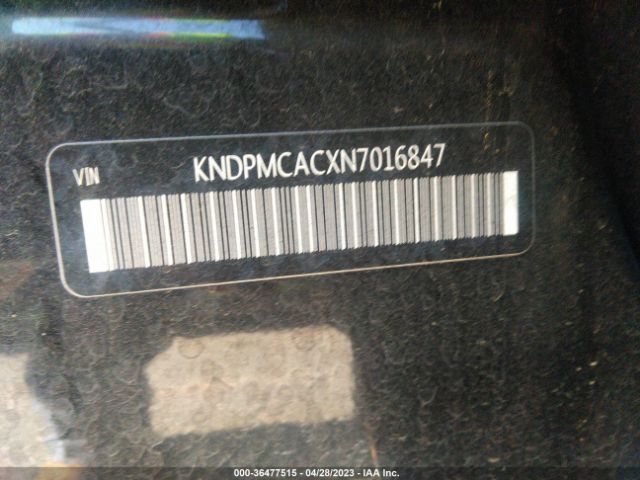 VIN
KNDPMCACXN7016847
000-36477515 - 04/28/2023 - IAA Inc.